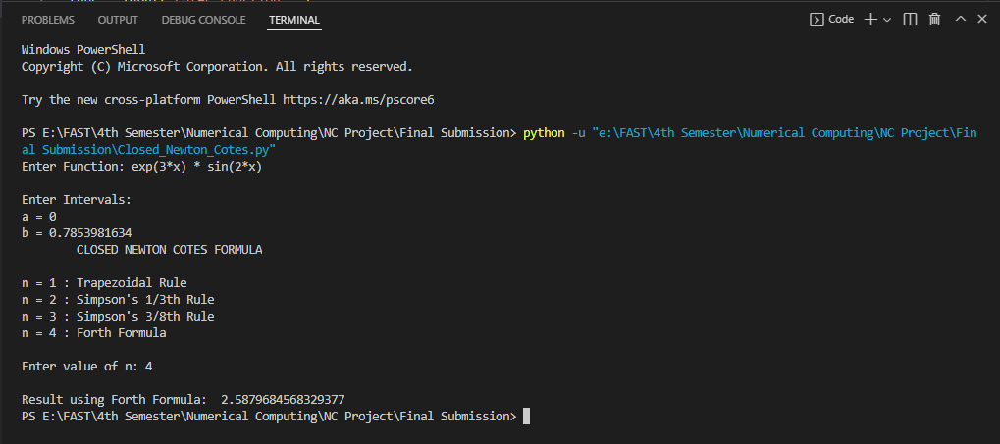 PROBLEMS OUTPUT DEBUG CONSOLE TERMINAL Code
Windows PowerShell
Copyright (C) Microsoft Corporation. All rights reserved.
Try the new cross-platform PowerShell https://aka.ms/pscore6
PS E:\FAST\4th Semester\Numerical Computing\NC Project\Final Submission> python -u "e:\FAST\4th Semester\Numerical Computing\NC Project\Fin
al Submission\Closed_Newton_Cotes.py"
Enter Function: exp(3*x) * sin(2*x)
Enter Intervals:
a = 0
b = 0.7853981634
CLOSED NEWTON COTES FORMULA
n = 1 : Trapezoidal Rule
n = 2 : Simpson's 1/3th Rule
n = 3 : Simpson's 3/8th Rule
n = 4 : Forth Formula
Enter value of n: 4
Result using Forth Formula: 2.5879684568329377
PS E:\FAST\4th Semester\Numerical Computing\NC Project\Final Submission>